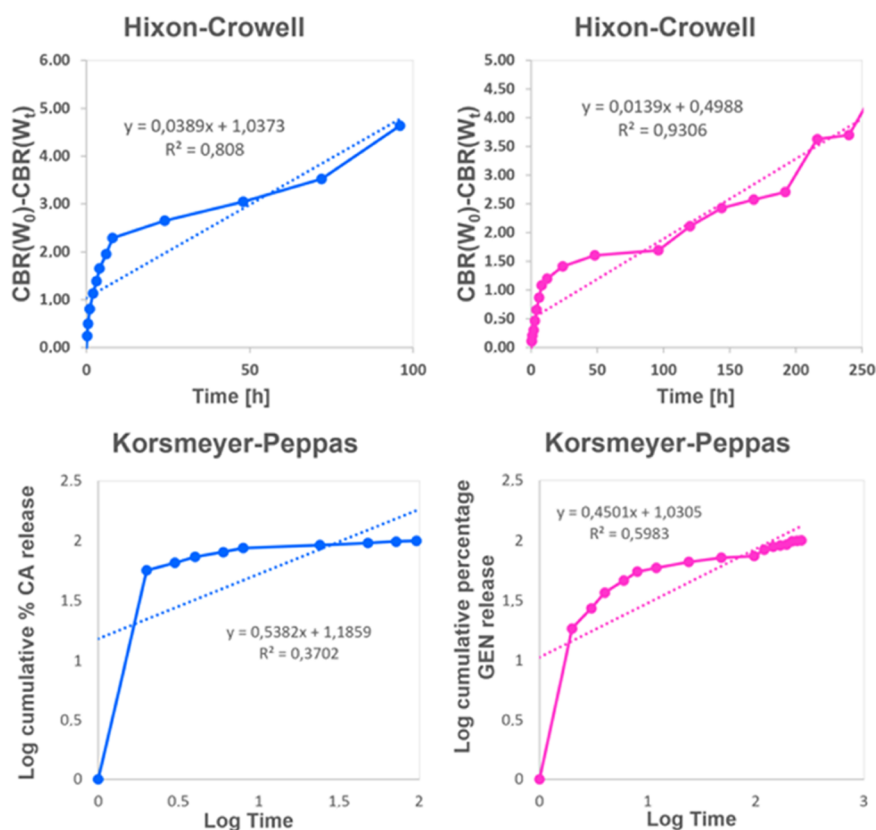 Hixon-Crowell
CBR(W₀)-CBR(Wₜ)
6.00
5.00
4.00
3.00
2.00
1.00
0.00
y = 0,0389x + 1,0373
R² = 0,808
0
50
100
Time [h]
Hixon-Crowell
CBR(W₀)-CBR(Wₜ)
5.00
4.50
4.00
3.50
3.00
2.50
2.00
1.50
1.00
0.50
0.00
y = 0,0139x + 0,4988
R² = 0,9306
0
50
100
150
200
250
Time [h]
Korsmeyer-Peppas
Log cumulative % CA release
2.5
2
1.5
1
0.5
0
y = 0,5382x + 1,1859
R² = 0,3702
0
0.5
1
1.5
2
Log Time
Korsmeyer-Peppas
Log cumulative percentage
GEN release
2.5
2
1.5
1
0.5
0
y = 0,4501x + 1,0305
R² = 0,5983
0
1
2
3
Log Time